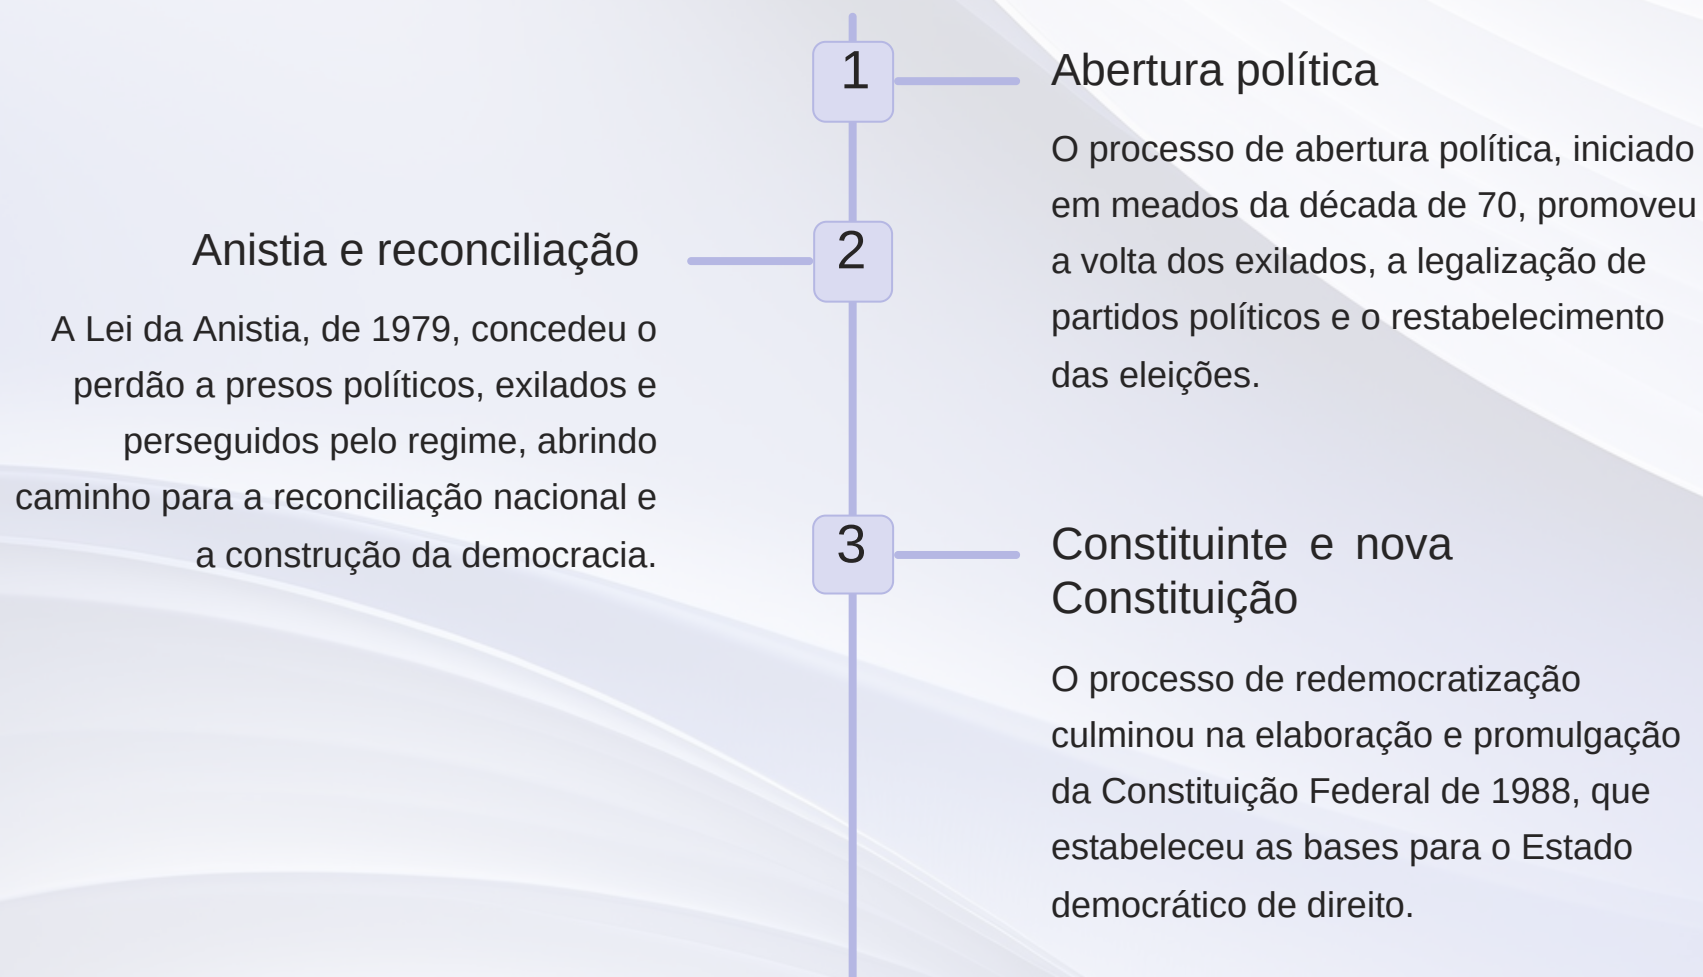 1
Abertura política
O processo de abertura política, iniciado
em meados da década de 70, promoveu
a volta dos exilados, a legalização de
partidos políticos e o restabelecimento
das eleições.
2
Anistia e reconciliação
A Lei da Anistia, de 1979, concedeu o
perdão a presos políticos, exilados e
perseguidos pelo regime, abrindo
caminho para a reconciliação nacional e
a construção da democracia.
3
Constituinte e nova
Constituição
O processo de redemocratização
culminou na elaboração e promulgação
da Constituição Federal de 1988, que
estabeleceu as bases para o Estado
democrático de direito.